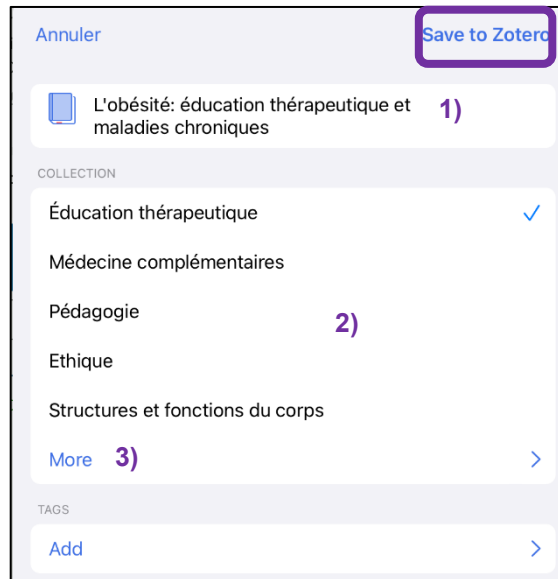 Annuler
Save to Zotero
L'obésité: éducation thérapeutique et 1)
maladies chroniques
COLLECTION
Éducation thérapeutique
Médecine complémentaires
Pédagogie
2)
Ethique
Structures et fonctions du corps
More 3)
TAGS
Add